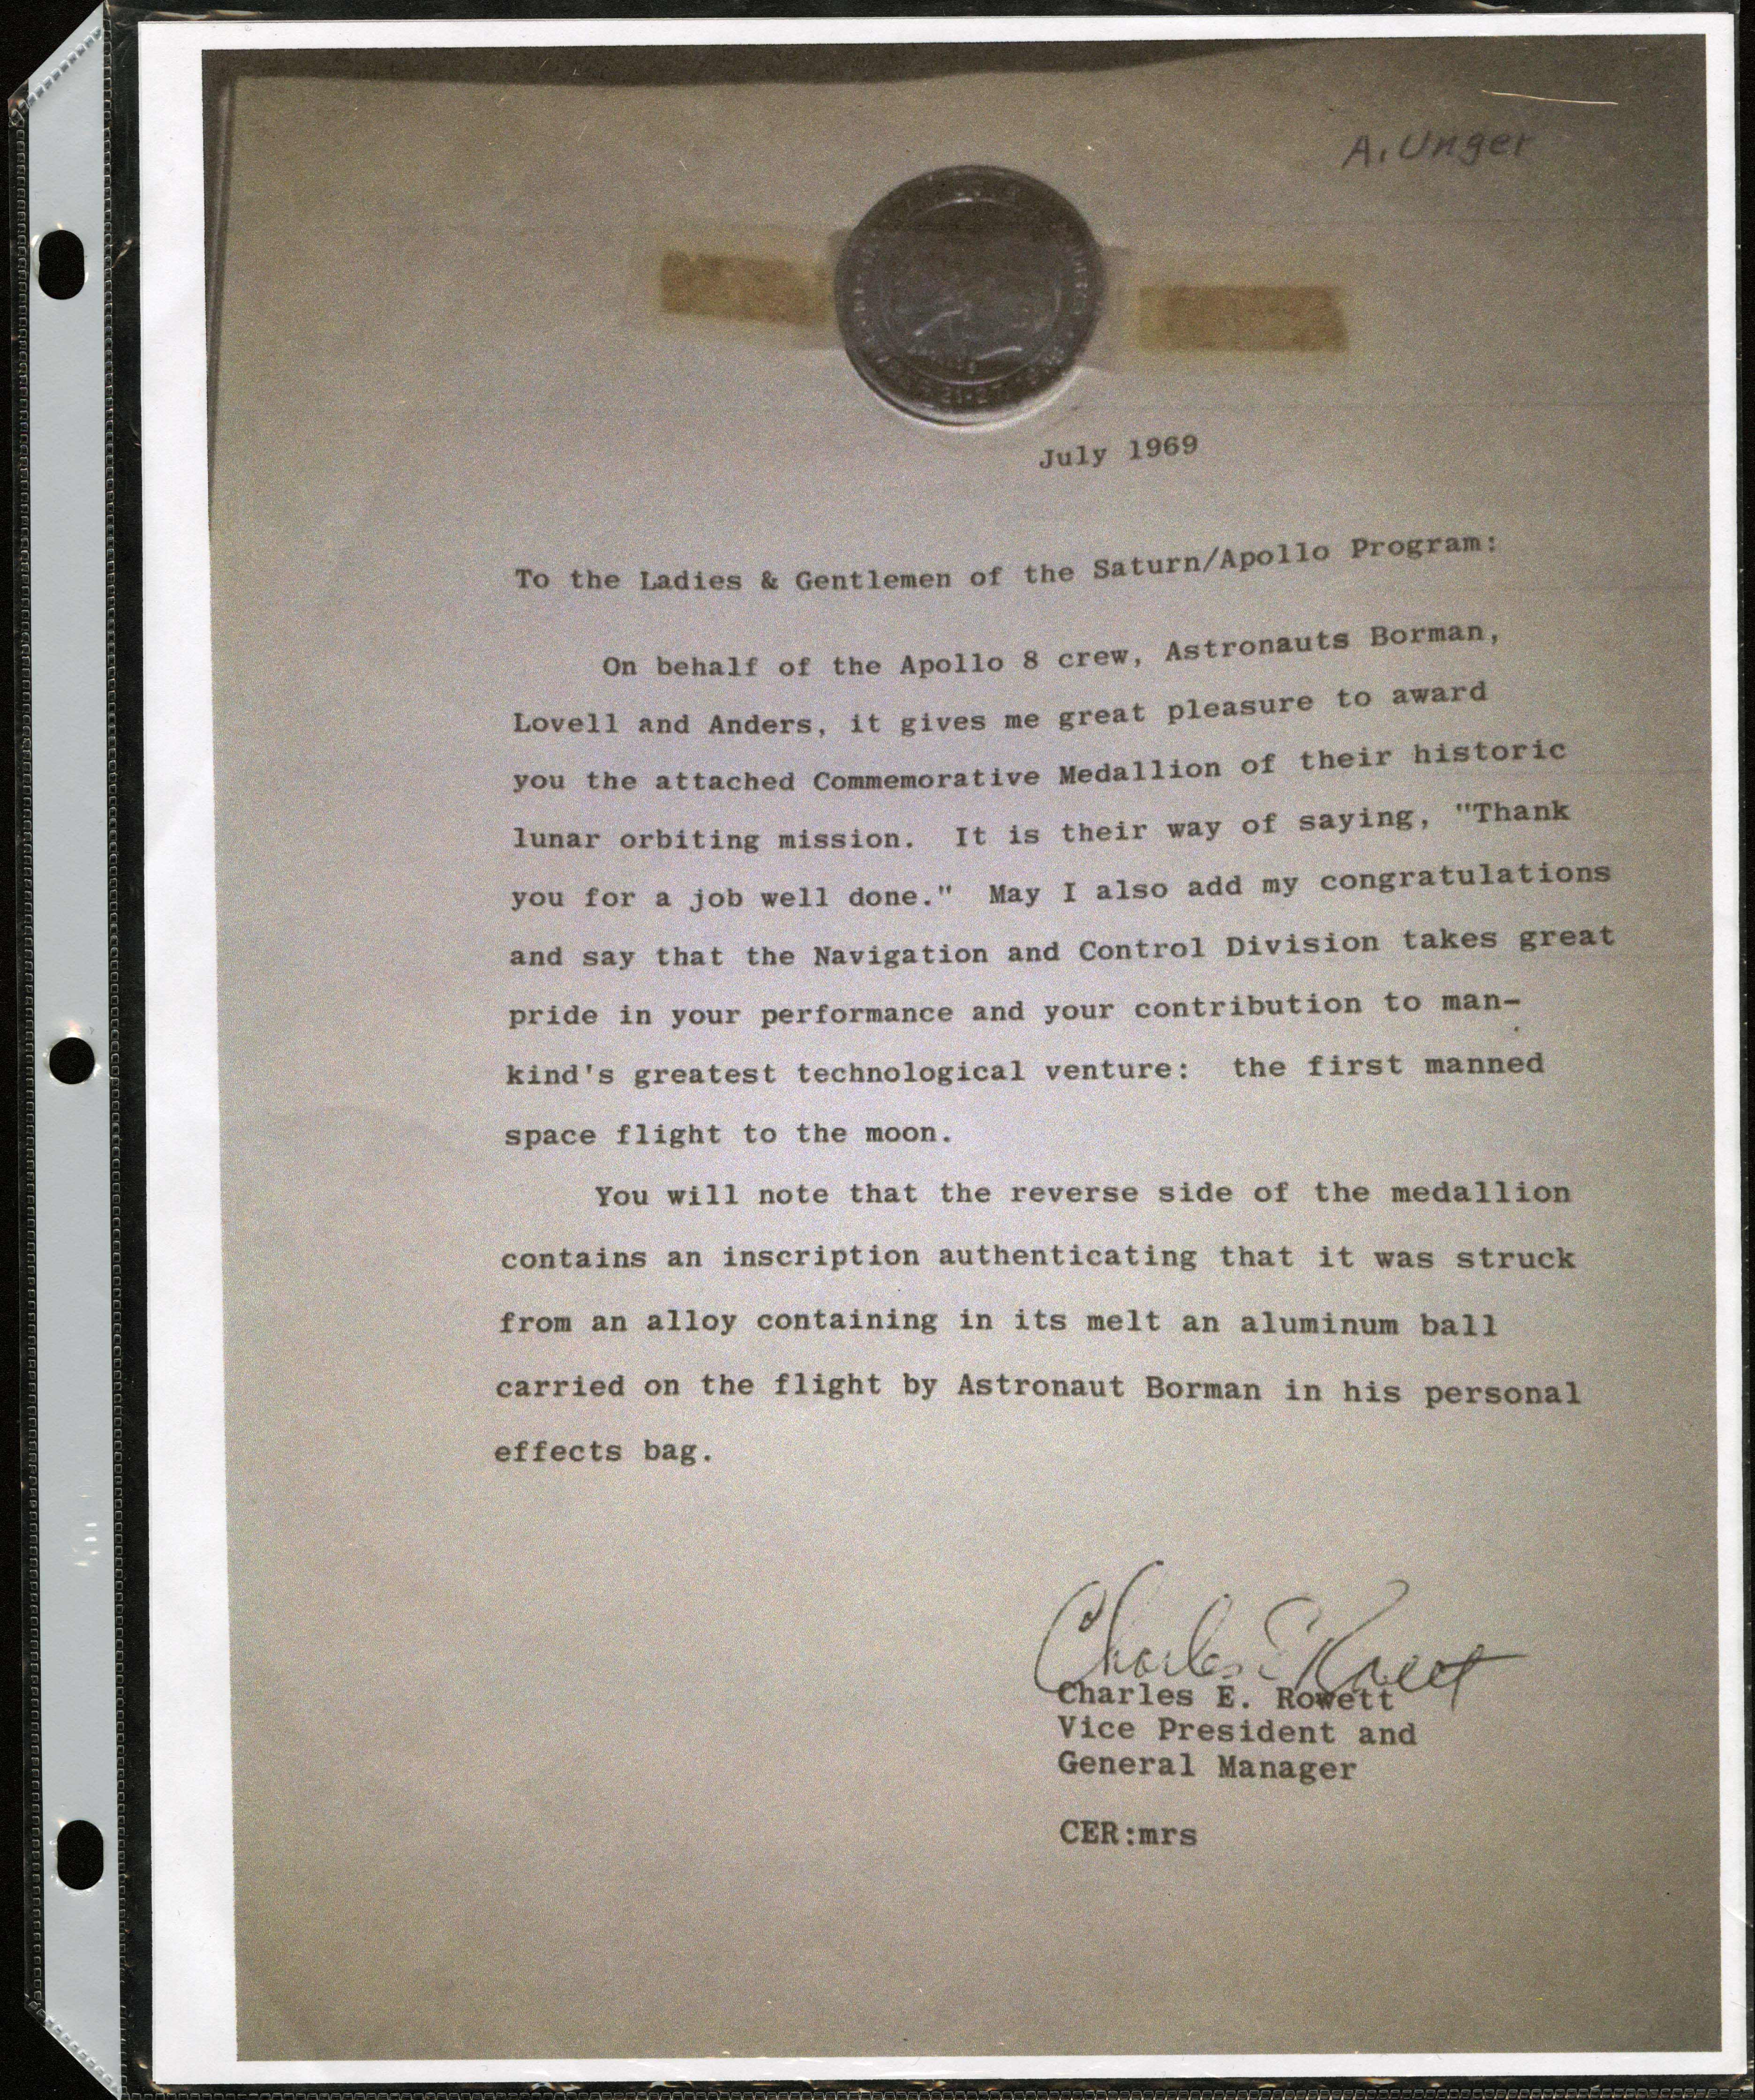 A. Unger
21-27
July 1969
To the Ladies & Gentlemen of the Saturn/Apollo Program:
On behalf of the Apollo 8 crew, Astronauts Borman,
Lovell and Anders, it gives me great pleasure to award
you the attached Commemorative Medallion of their historic
lunar orbiting mission. It is their way of saying, "Thank
you for a job well done." May I also add my congratulations
and say that the Navigation and Control Division takes great
pride in your performance and your contribution to man-
kind's greatest technological venture: the first manned
space flight to the moon.
You will note that the reverse side of the medallion
contains an inscription authenticating that it was struck
from an alloy containing in its melt an aluminum ball
carried on the flight by Astronaut Borman in his personal
effects bag.
Charles E Rowett
Charles E. Rowett
Vice President and
General Manager
CER:mrs